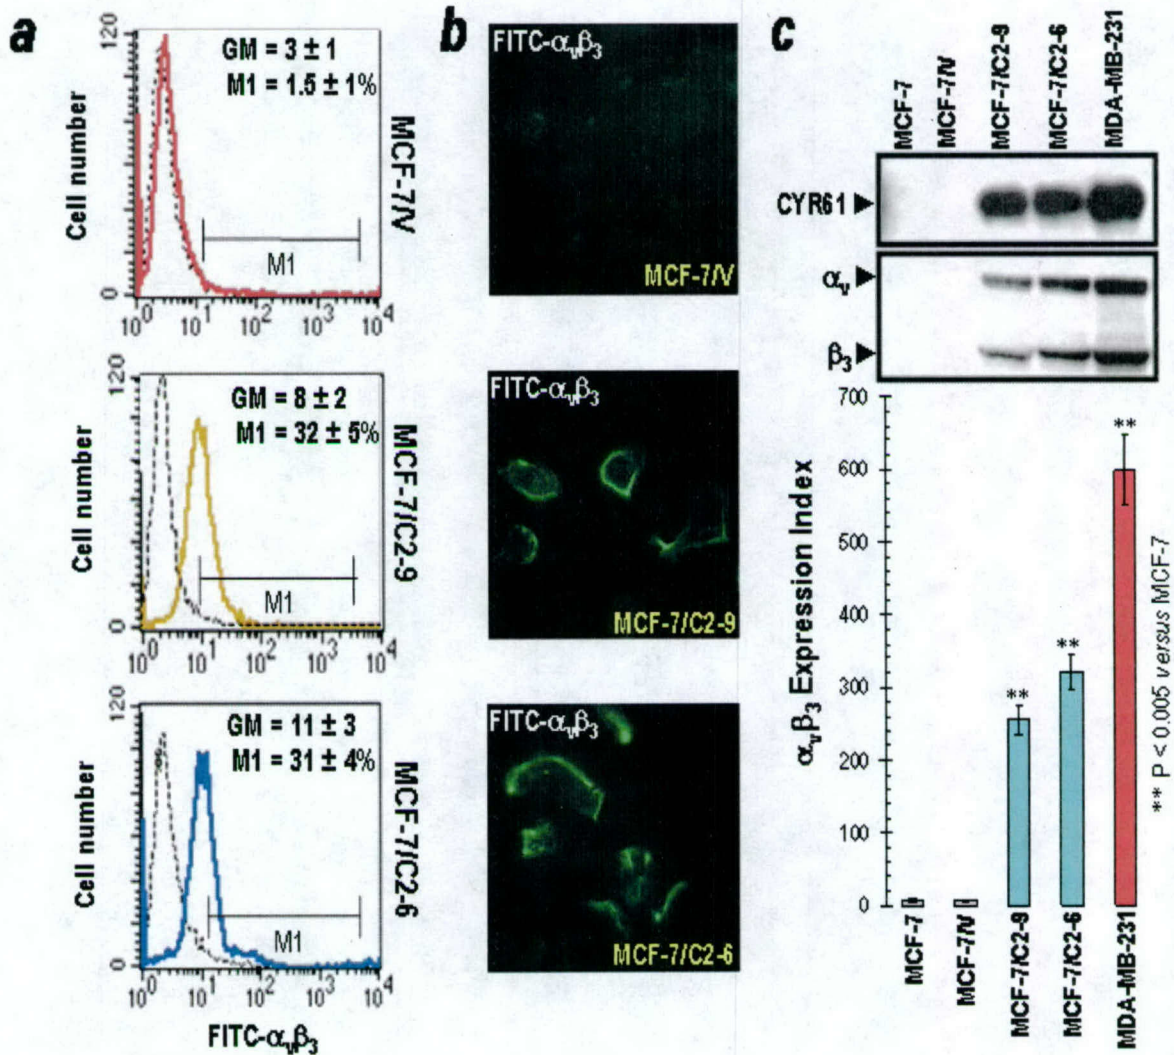 a
120
GM = 3 ± 1
M1 = 1.5 ± 1%
Cell number
M1
0
10⁰ 10¹ 10² 10³ 10⁴
MCF-7/V
120
GM = 8 ± 2
M1 = 32 ± 5%
Cell number
M1
0
10⁰ 10¹ 10² 10³ 10⁴
MCF-7/C2-9
120
GM = 11 ± 3
M1 = 31 ± 4%
Cell number
M1
0
10⁰ 10¹ 10² 10³ 10⁴
MCF-7/C2-6
FITC-αᵥβ₃
b
FITC-αᵥβ₃
MCF-7/V
FITC-αᵥβ₃
MCF-7/C2-9
FITC-αᵥβ₃
MCF-7/C2-6
c
MCF-7
MCF-7/V
MCF-7/C2-9
MCF-7/C2-6
MDA-MB-231
CYR61
αᵥ
β₃
αᵥβ₃ Expression Index
700
600
500
400
300
200
100
0
**
**
**
MCF-7
MCF-7/V
MCF-7/C2-9
MCF-7/C2-6
MDA-MB-231
** P < 0.005 versus MCF-7